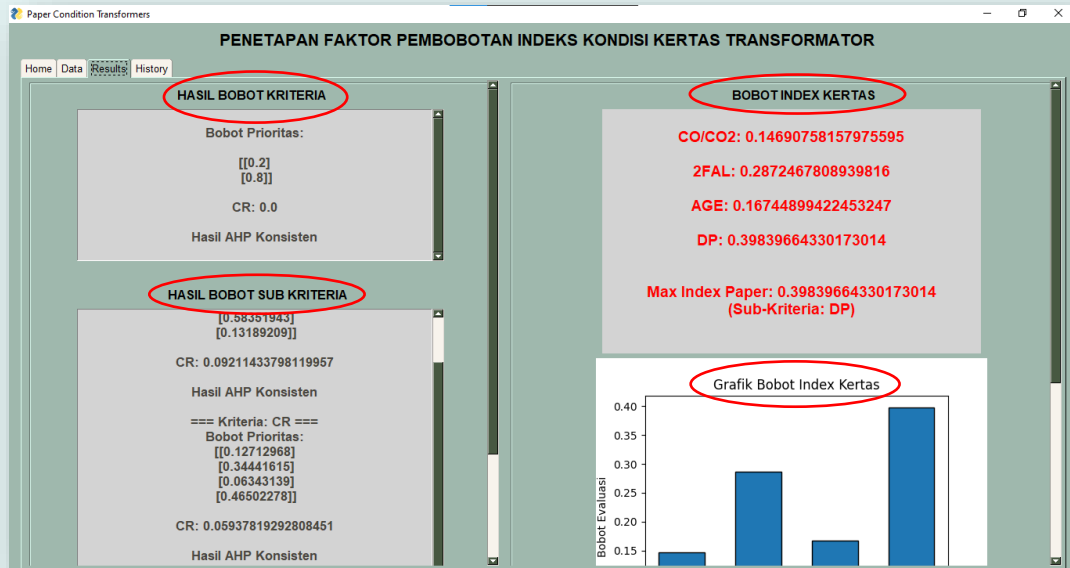 Paper Condition Transformers
PENETAPAN FAKTOR PEMBOBOTAN INDEKS KONDISI KERTAS TRANSFORMATOR
Home Data Results History
HASIL BOBOT KRITERIA
Bobot Prioritas:
[[0.2]
[0.8]]
CR: 0.0
Hasil AHP Konsisten
HASIL BOBOT SUB KRITERIA
[0.58351943]
[0.13189209]]
CR: 0.09211433798119957
Hasil AHP Konsisten
=== Kriteria: CR ===
Bobot Prioritas:
[[0.12712968]
[0.34441615]
[0.06343139]
[0.46502278]]
CR: 0.05937819292808451
Hasil AHP Konsisten
BOBOT INDEX KERTAS
CO/CO2: 0.14690758157975595
2FAL: 0.2872467808939816
AGE: 0.16744899422453247
DP: 0.39839664330173014
Max Index Paper: 0.39839664330173014
(Sub-Kriteria: DP)
Grafik Bobot Index Kertas
0.40
0.35
0.30
0.25
0.20
0.15
Bobot Evaluasi